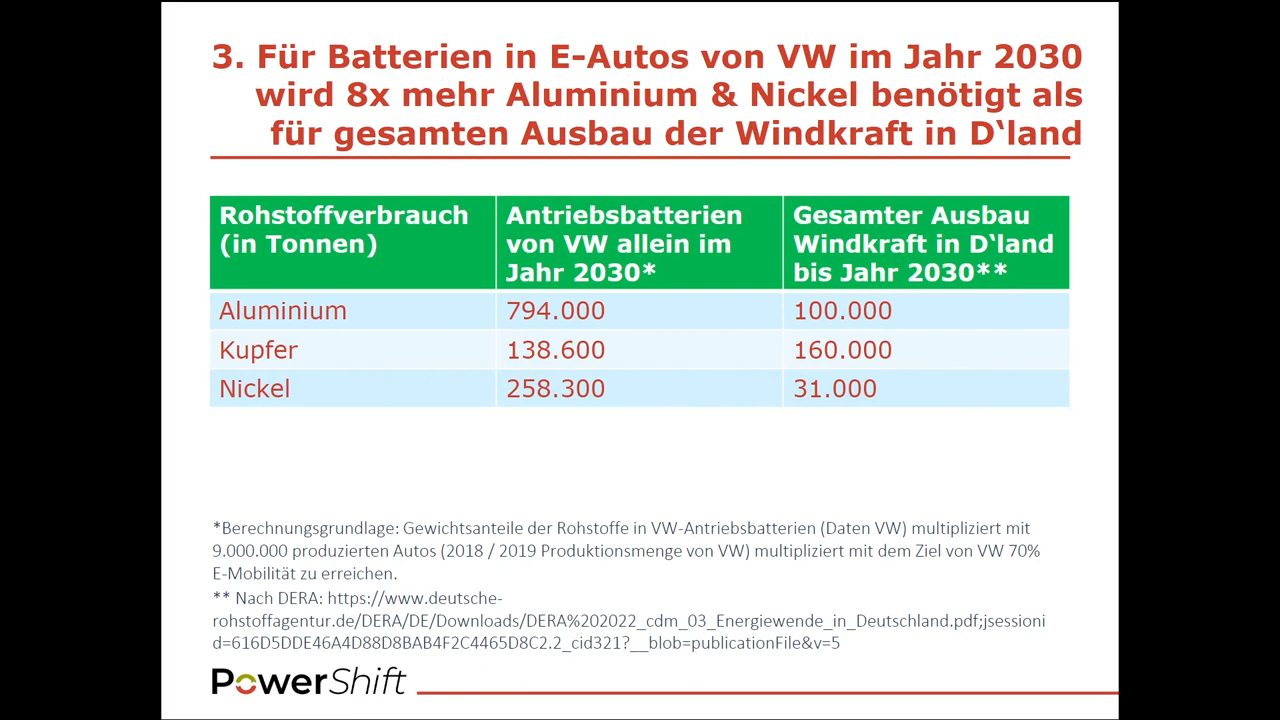 3. Für Batterien in E-Autos von VW im Jahr 2030
wird 8x mehr Aluminium & Nickel benötigt als
für gesamten Ausbau der Windkraft in D‘land
Rohstoffverbrauch
(in Tonnen)
Antriebsbatterien
von VW allein im
Jahr 2030*
Gesamter Ausbau
Windkraft in D‘land
bis Jahr 2030**
Aluminium 794.000 100.000
Kupfer 138.600 160.000
Nickel 258.300 31.000
*Berechnungsgrundlage: Gewichtsanteile der Rohstoffe in VW-Antriebsbatterien (Daten VW) multipliziert mit
9.000.000 produzierten Autos (2018 / 2019 Produktionsmenge von VW) multipliziert mit dem Ziel von VW 70%
E-Mobilität zu erreichen.
** Nach DERA: https://www.deutsche-
rohstoffagentur.de/DERA/DE/Downloads/DERA%202022_cdm_03_Energiewende_in_Deutschland.pdf;jsessioni
d=616D5DDE46A4D88D8BAB4F2C4465D8C2.2_cid321?__blob=publicationFile&v=5
PowerShift